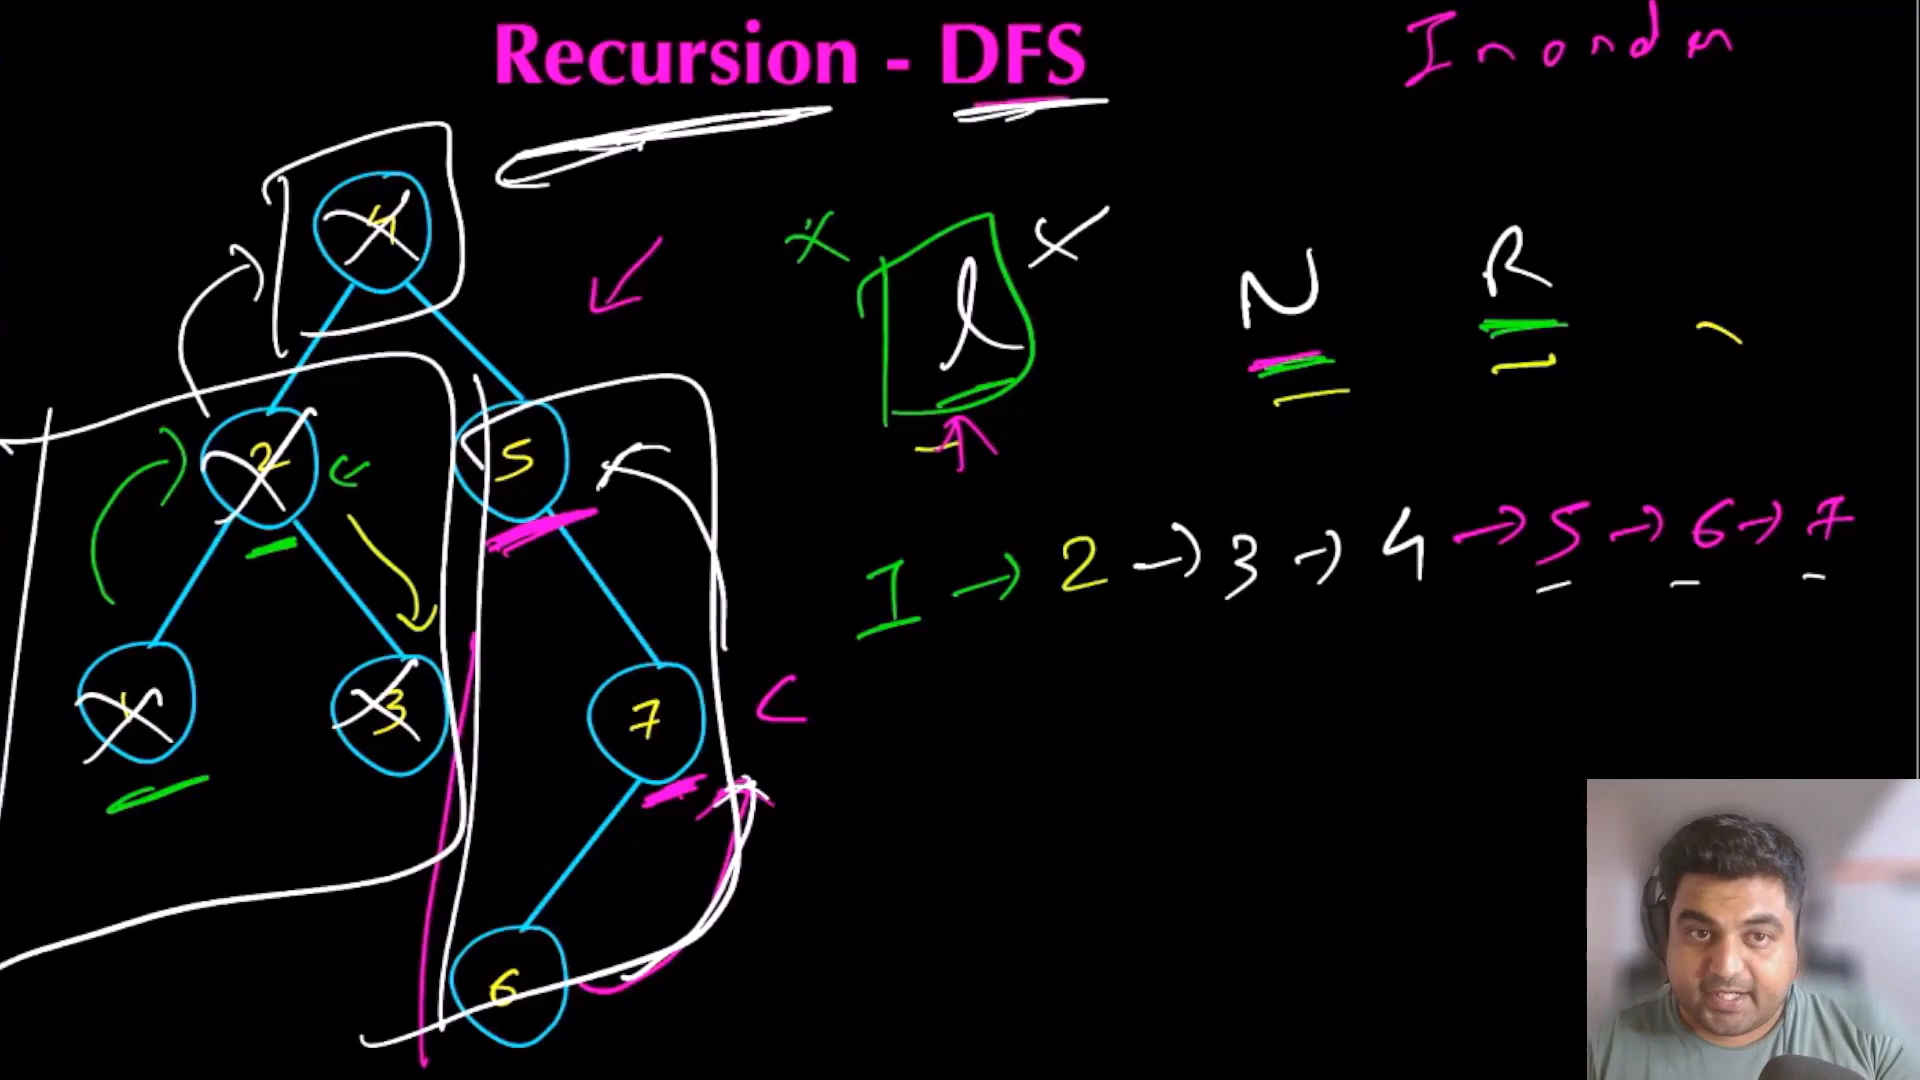 Recursion - DFS
Inorder
4
l N R
2 5
1 → 2 → 3 → 4 → 5 → 6 → 7
1 3 7
6